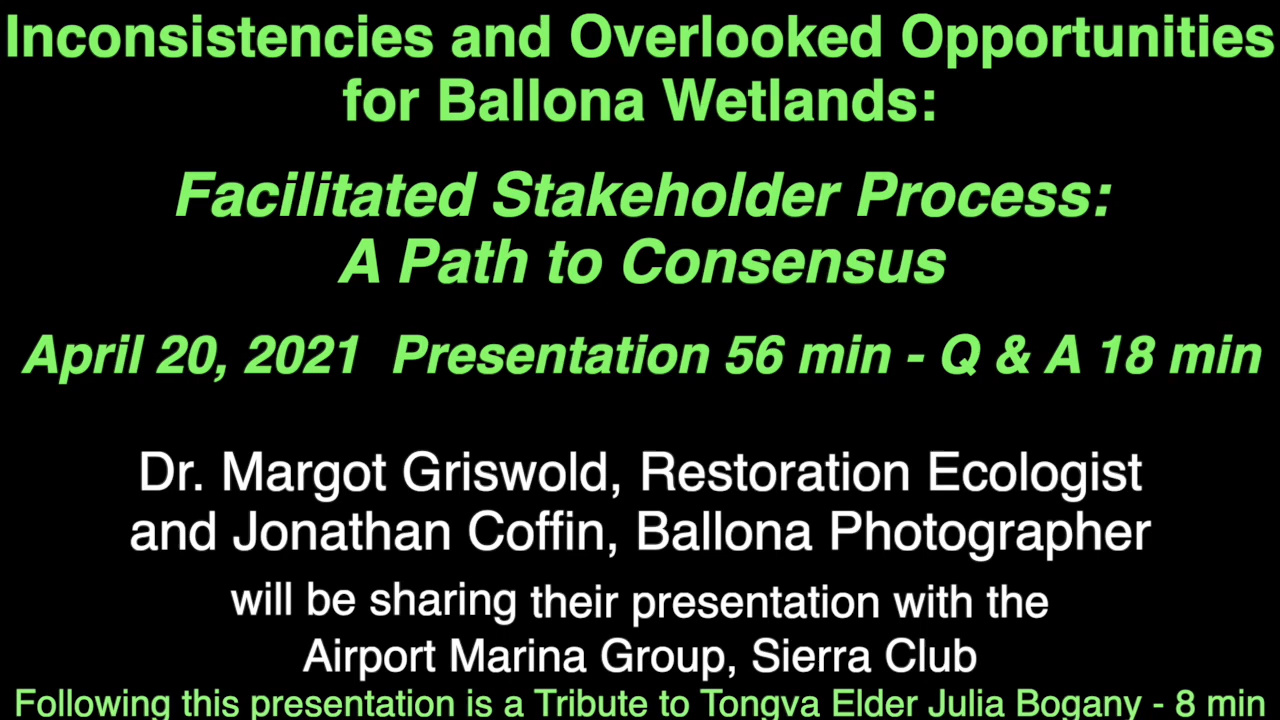 Inconsistencies and Overlooked Opportunities
for Ballona Wetlands:
Facilitated Stakeholder Process:
A Path to Consensus
April 20, 2021 Presentation 56 min - Q & A 18 min
Dr. Margot Griswold, Restoration Ecologist
and Jonathan Coffin, Ballona Photographer
will be sharing their presentation with the
Airport Marina Group, Sierra Club
Following this presentation is a Tribute to Tongva Elder Julia Bogany - 8 min